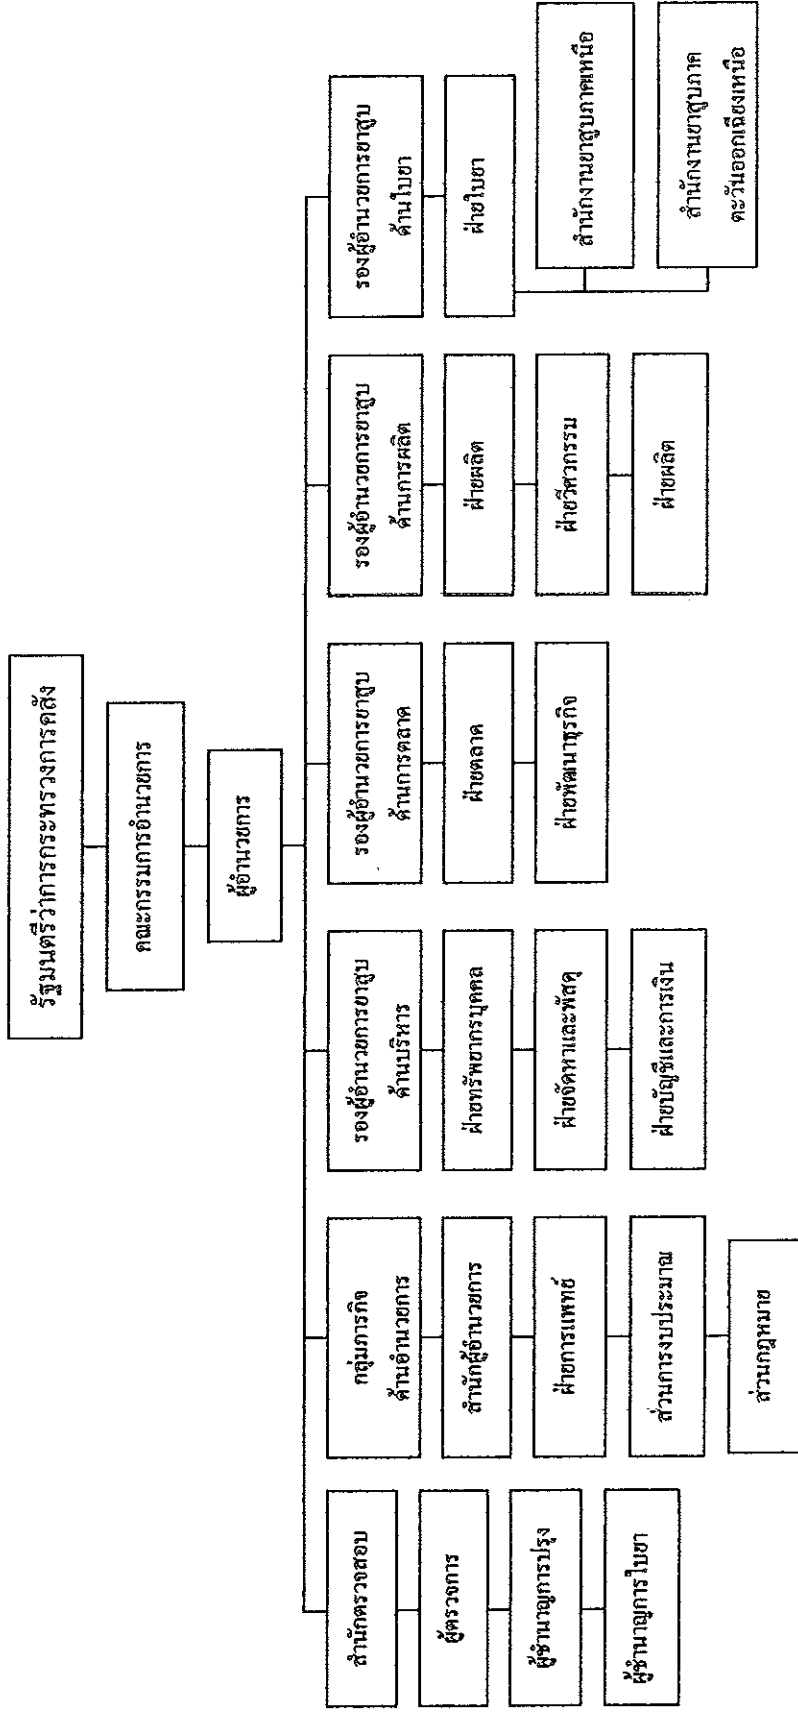 รัฐมนตรีว่าการกระทรวงการคลัง
คณะกรรมการอำนวยการ
ผู้อำนวยการ
สำนักตรวจสอบ
ผู้ตรวจการ
ผู้ชำนาญการปรุง
ผู้ชำนาญการใบยา
กลุ่มภารกิจ
ด้านอำนวยการ
สำนักผู้อำนวยการ
ฝ่ายการแพทย์
ส่วนการงบประมาณ
ส่วนกฎหมาย
รองผู้อำนวยการยาสูบ
ด้านบริหาร
ฝ่ายทรัพยากรบุคคล
ฝ่ายจัดหาและพัสดุ
ฝ่ายบัญชีและการเงิน
รองผู้อำนวยการยาสูบ
ด้านการตลาด
ฝ่ายตลาด
ฝ่ายพัฒนาธุรกิจ
รองผู้อำนวยการยาสูบ
ด้านการผลิต
ฝ่ายผลิต
ฝ่ายวิศวกรรม
ฝ่ายผลิต
รองผู้อำนวยการยาสูบ
ด้านใบยา
ฝ่ายใบยา
สำนักงานยาสูบภาคเหนือ
สำนักงานยาสูบภาค
ตะวันออกเฉียงเหนือ